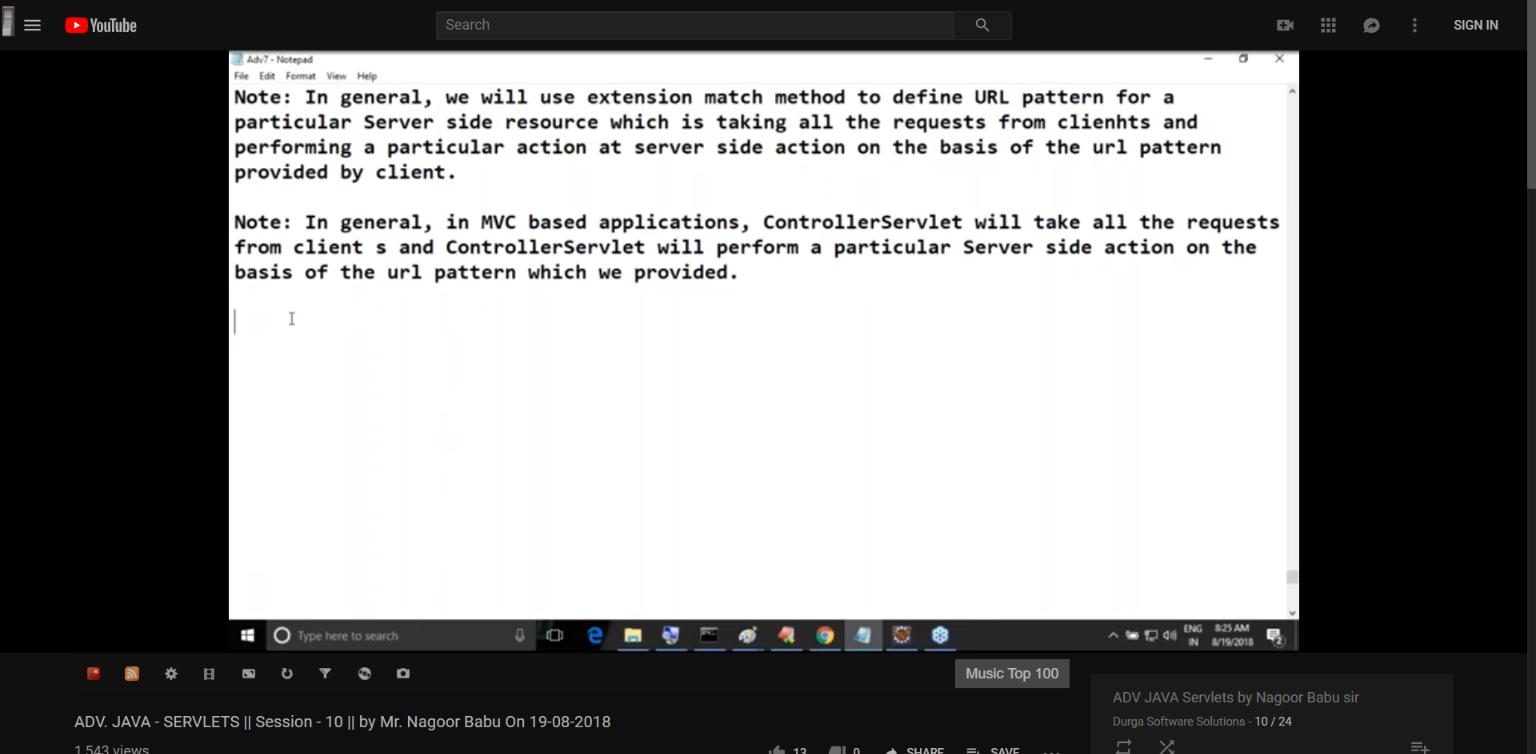 YouTube
Search
SIGN IN
Adv7 - Notepad
File Edit Format View Help
Note: In general, we will use extension match method to define URL pattern for a
particular Server side resource which is taking all the requests from clienhts and
performing a particular action at server side action on the basis of the url pattern
provided by client.
Note: In general, in MVC based applications, ControllerServlet will take all the requests
from client s and ControllerServlet will perform a particular Server side action on the
basis of the url pattern which we provided.
Type here to search
ENG
IN
8:25 AM
8/19/2018
2
Music Top 100
ADV. JAVA - SERVLETS || Session - 10 || by Mr. Nagoor Babu On 19-08-2018
1,543 views
13 0 SHARE SAVE
ADV JAVA Servlets by Nagoor Babu sir
Durga Software Solutions - 10 / 24